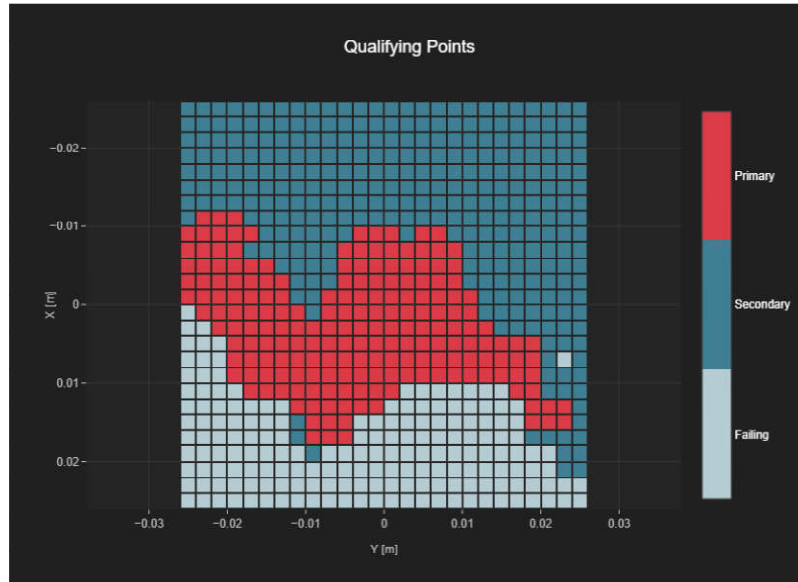 Qualifying Points
−0.02
−0.01
0
0.01
0.02
X [m]
−0.03
−0.02
−0.01
0
0.01
0.02
0.03
Y [m]
Primary
Secondary
Failing